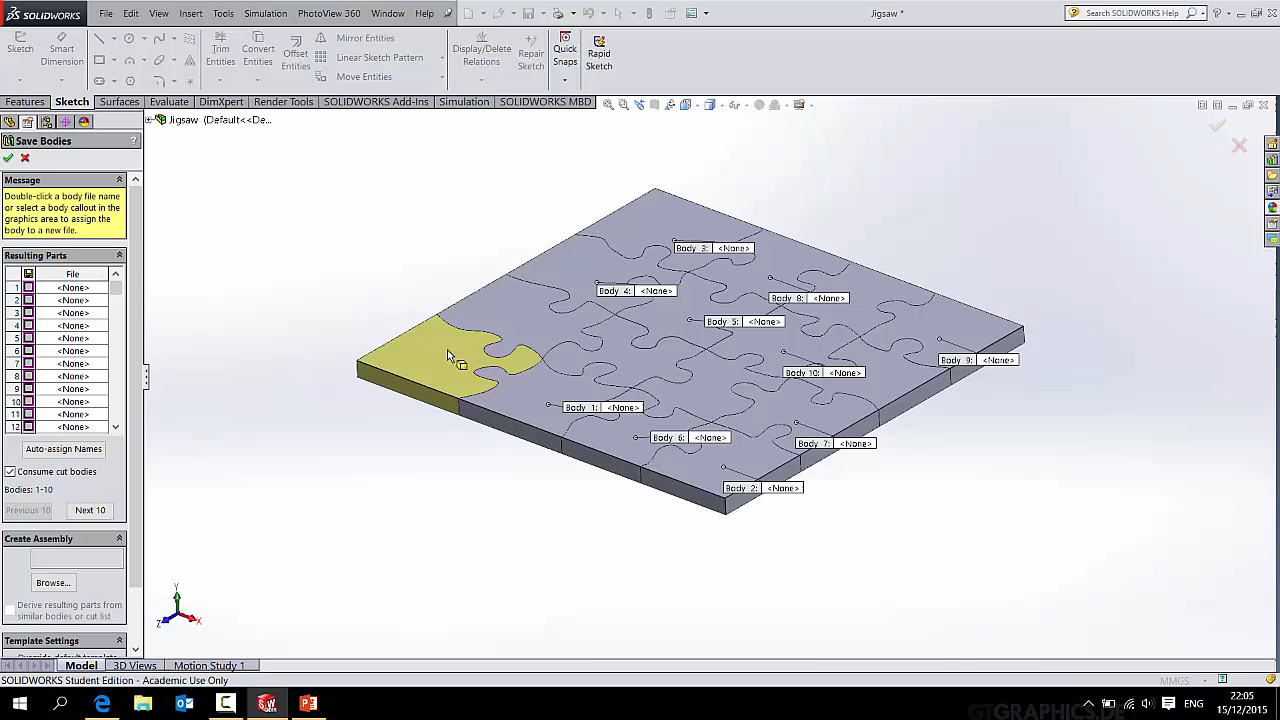 SOLIDWORKS File Edit View Insert Tools Simulation PhotoView 360 Window Help Jigsaw * Search SOLIDWORKS Help
Sketch Smart Dimension Trim Entities Convert Entities Offset Entities Mirror Entities Linear Sketch Pattern Move Entities Display/Delete Relations Repair Sketch Quick Snaps Rapid Sketch
Features Sketch Surfaces Evaluate DimXpert Render Tools SOLIDWORKS Add-Ins Simulation SOLIDWORKS MBD
Jigsaw (Default<<De...
Save Bodies ?
Message
Double-click a body file name
or select a body callout in the
graphics area to assign the
body to a new file.
Resulting Parts
File
1 <None>
2 <None>
3 <None>
4 <None>
5 <None>
6 <None>
7 <None>
8 <None>
9 <None>
10 <None>
11 <None>
12 <None>
Auto-assign Names
Consume cut bodies
Bodies: 1-10
Previous 10 Next 10
Create Assembly
Browse...
Derive resulting parts from
similar bodies or cut list
Template Settings
Body 3: <None>
Body 4: <None>
Body 8: <None>
Body 5: <None>
Body 9: <None>
Body 10: <None>
Body 1: <None>
Body 6: <None>
Body 7: <None>
Body 2: <None>
Y
Z X
Model 3D Views Motion Study 1
SOLIDWORKS Student Edition - Academic Use Only MMGS
ENG 22:05
15/12/2015
GTGRAPHICS.DE